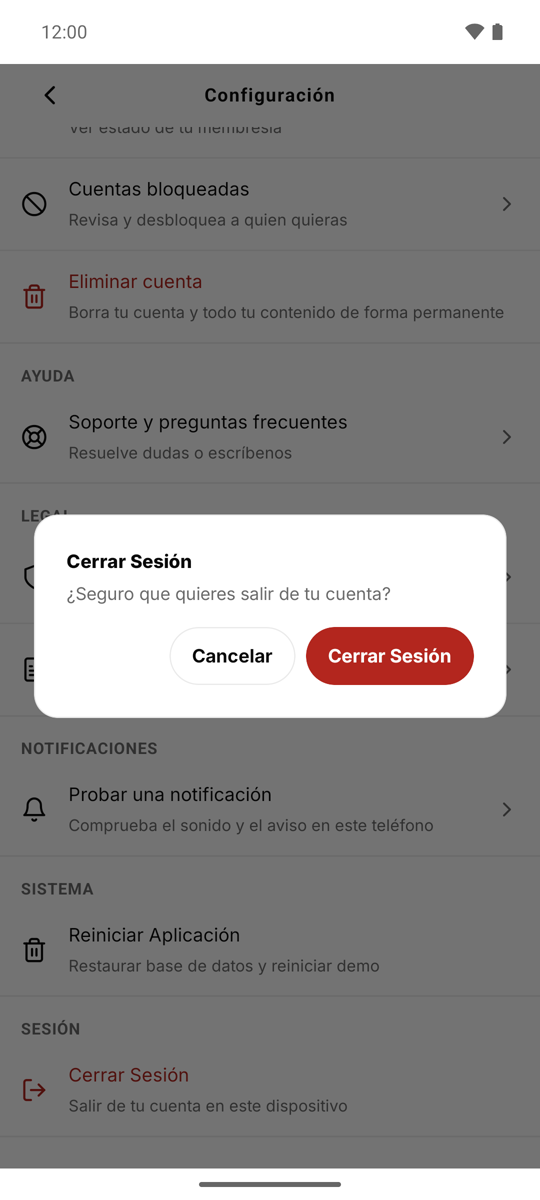 12:00
Configuración
Ver estado de tu membresía
Cuentas bloqueadas
Revisa y desbloquea a quien quieras
Eliminar cuenta
Borra tu cuenta y todo tu contenido de forma permanente
AYUDA
Soporte y preguntas frecuentes
Resuelve dudas o escríbenos
LEGAL
Cerrar Sesión
¿Seguro que quieres salir de tu cuenta?
Cancelar
Cerrar Sesión
NOTIFICACIONES
Probar una notificación
Comprueba el sonido y el aviso en este teléfono
SISTEMA
Reiniciar Aplicación
Restaurar base de datos y reiniciar demo
SESIÓN
Cerrar Sesión
Salir de tu cuenta en este dispositivo